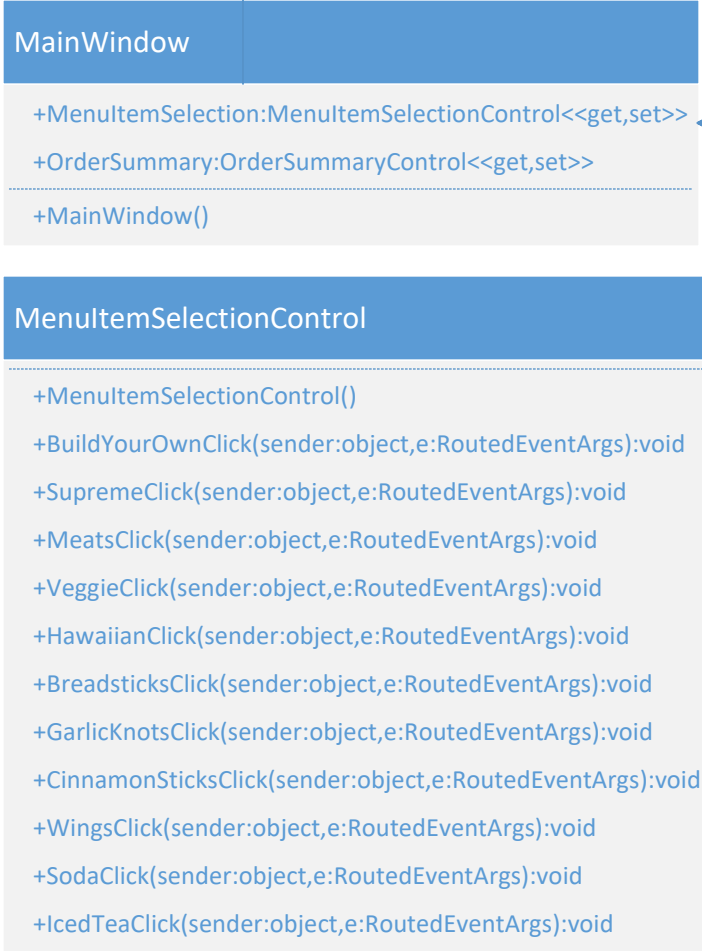 MainWindow
+MenuItemSelection:MenuItemSelectionControl<<get,set>>
+OrderSummary:OrderSummaryControl<<get,set>>
+MainWindow()
MenuItemSelectionControl
+MenuItemSelectionControl()
+BuildYourOwnClick(sender:object,e:RoutedEventArgs):void
+SupremeClick(sender:object,e:RoutedEventArgs):void
+MeatsClick(sender:object,e:RoutedEventArgs):void
+VeggieClick(sender:object,e:RoutedEventArgs):void
+HawaiianClick(sender:object,e:RoutedEventArgs):void
+BreadsticksClick(sender:object,e:RoutedEventArgs):void
+GarlicKnotsClick(sender:object,e:RoutedEventArgs):void
+CinnamonSticksClick(sender:object,e:RoutedEventArgs):void
+WingsClick(sender:object,e:RoutedEventArgs):void
+SodaClick(sender:object,e:RoutedEventArgs):void
+IcedTeaClick(sender:object,e:RoutedEventArgs):void